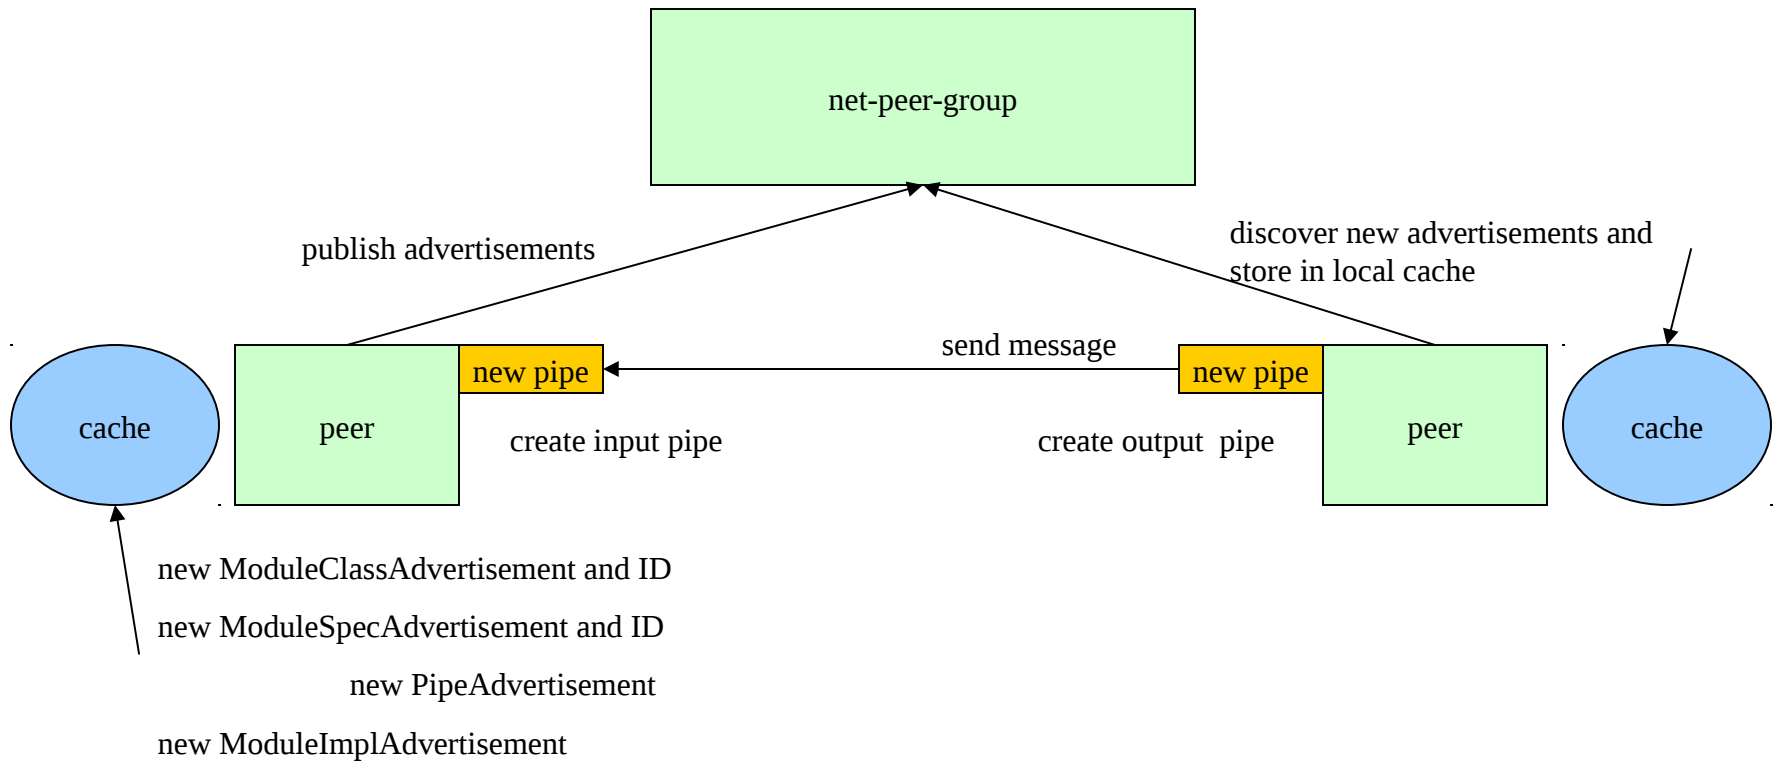 net-peer-group
publish advertisements
discover new advertisements and
store in local cache
send message
new pipe
new pipe
cache
peer
create input pipe
create output  pipe
peer
cache
new ModuleClassAdvertisement and ID
new ModuleSpecAdvertisement and ID
new PipeAdvertisement
new ModuleImplAdvertisement